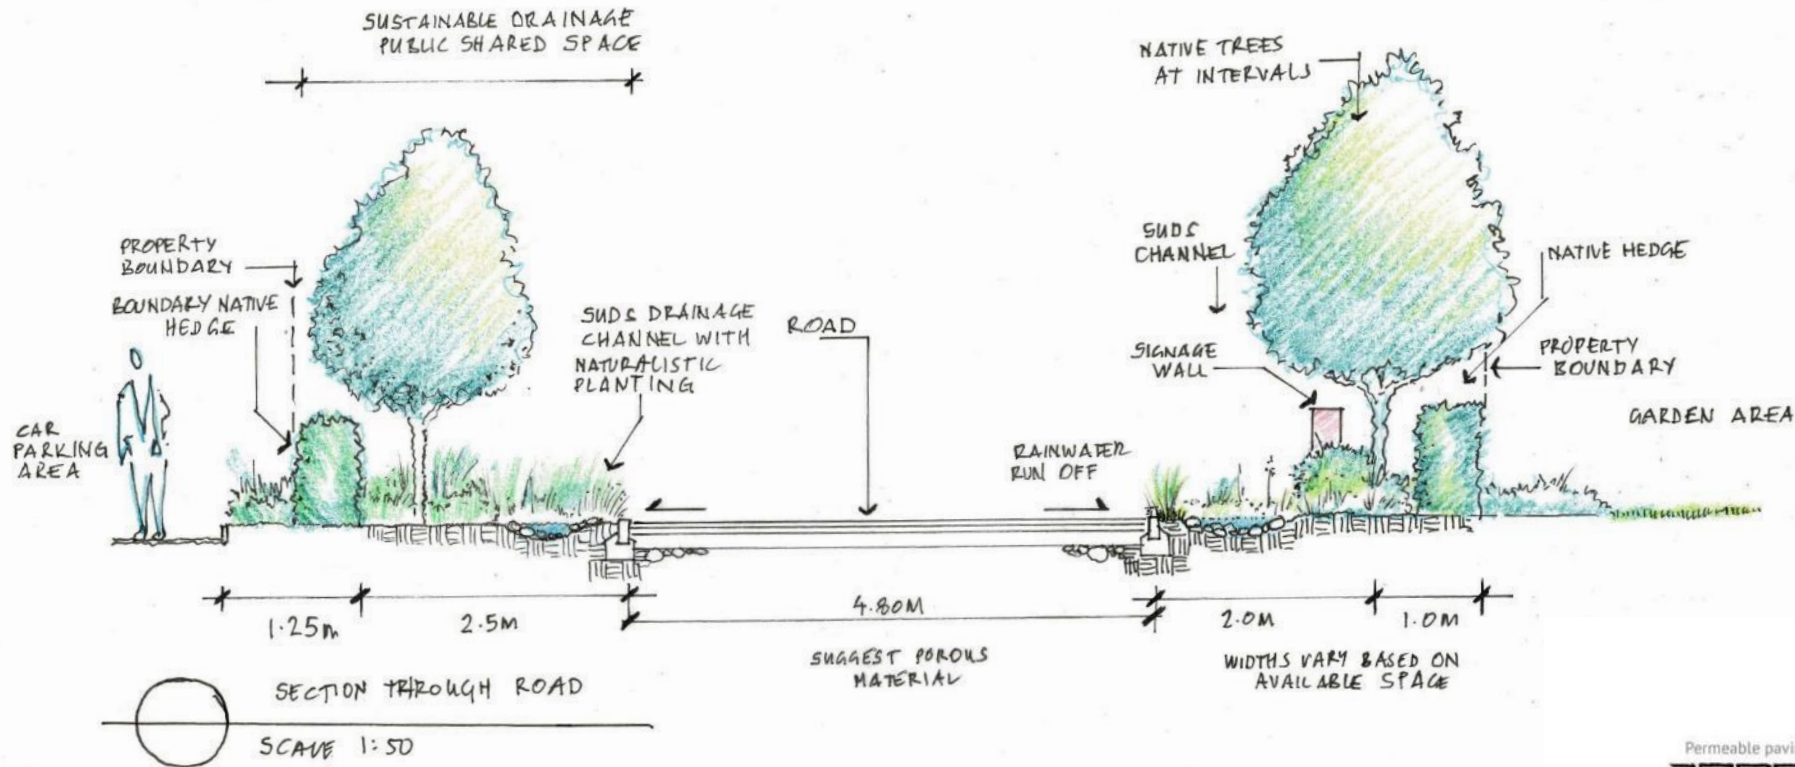 SUSTAINABLE DRAINAGE
PUBLIC SHARED SPACE
NATIVE TREES
AT INTERVALS
PROPERTY
BOUNDARY
BOUNDARY NATIVE
HEDGE
SUDS DRAINAGE
CHANNEL WITH
NATURALISTIC
PLANTING
ROAD
SUDS
CHANNEL
NATIVE HEDGE
SIGNAGE
WALL
PROPERTY
BOUNDARY
CAR
PARKING
AREA
RAINWATER
RUN OFF
GARDEN AREA
1.25m
2.5M
4.80M
2.0M
1.0M
SUGGEST POROUS
MATERIAL
WIDTHS VARY BASED ON
AVAILABLE SPACE
SECTION THROUGH ROAD
SCALE 1:50
Permeable